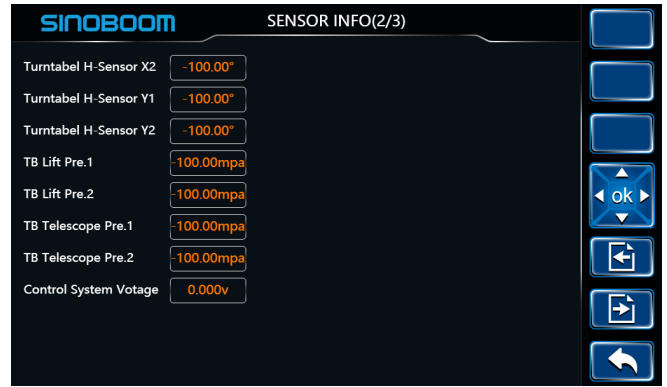 SINOBOOM
SENSOR INFO(2/3)
Turntabel H-Sensor X2 -100.00°
Turntabel H-Sensor Y1 -100.00°
Turntabel H-Sensor Y2 -100.00°
TB Lift Pre.1 -100.00mpa
TB Lift Pre.2 -100.00mpa
TB Telescope Pre.1 -100.00mpa
TB Telescope Pre.2 -100.00mpa
Control System Votage 0.000v
ok